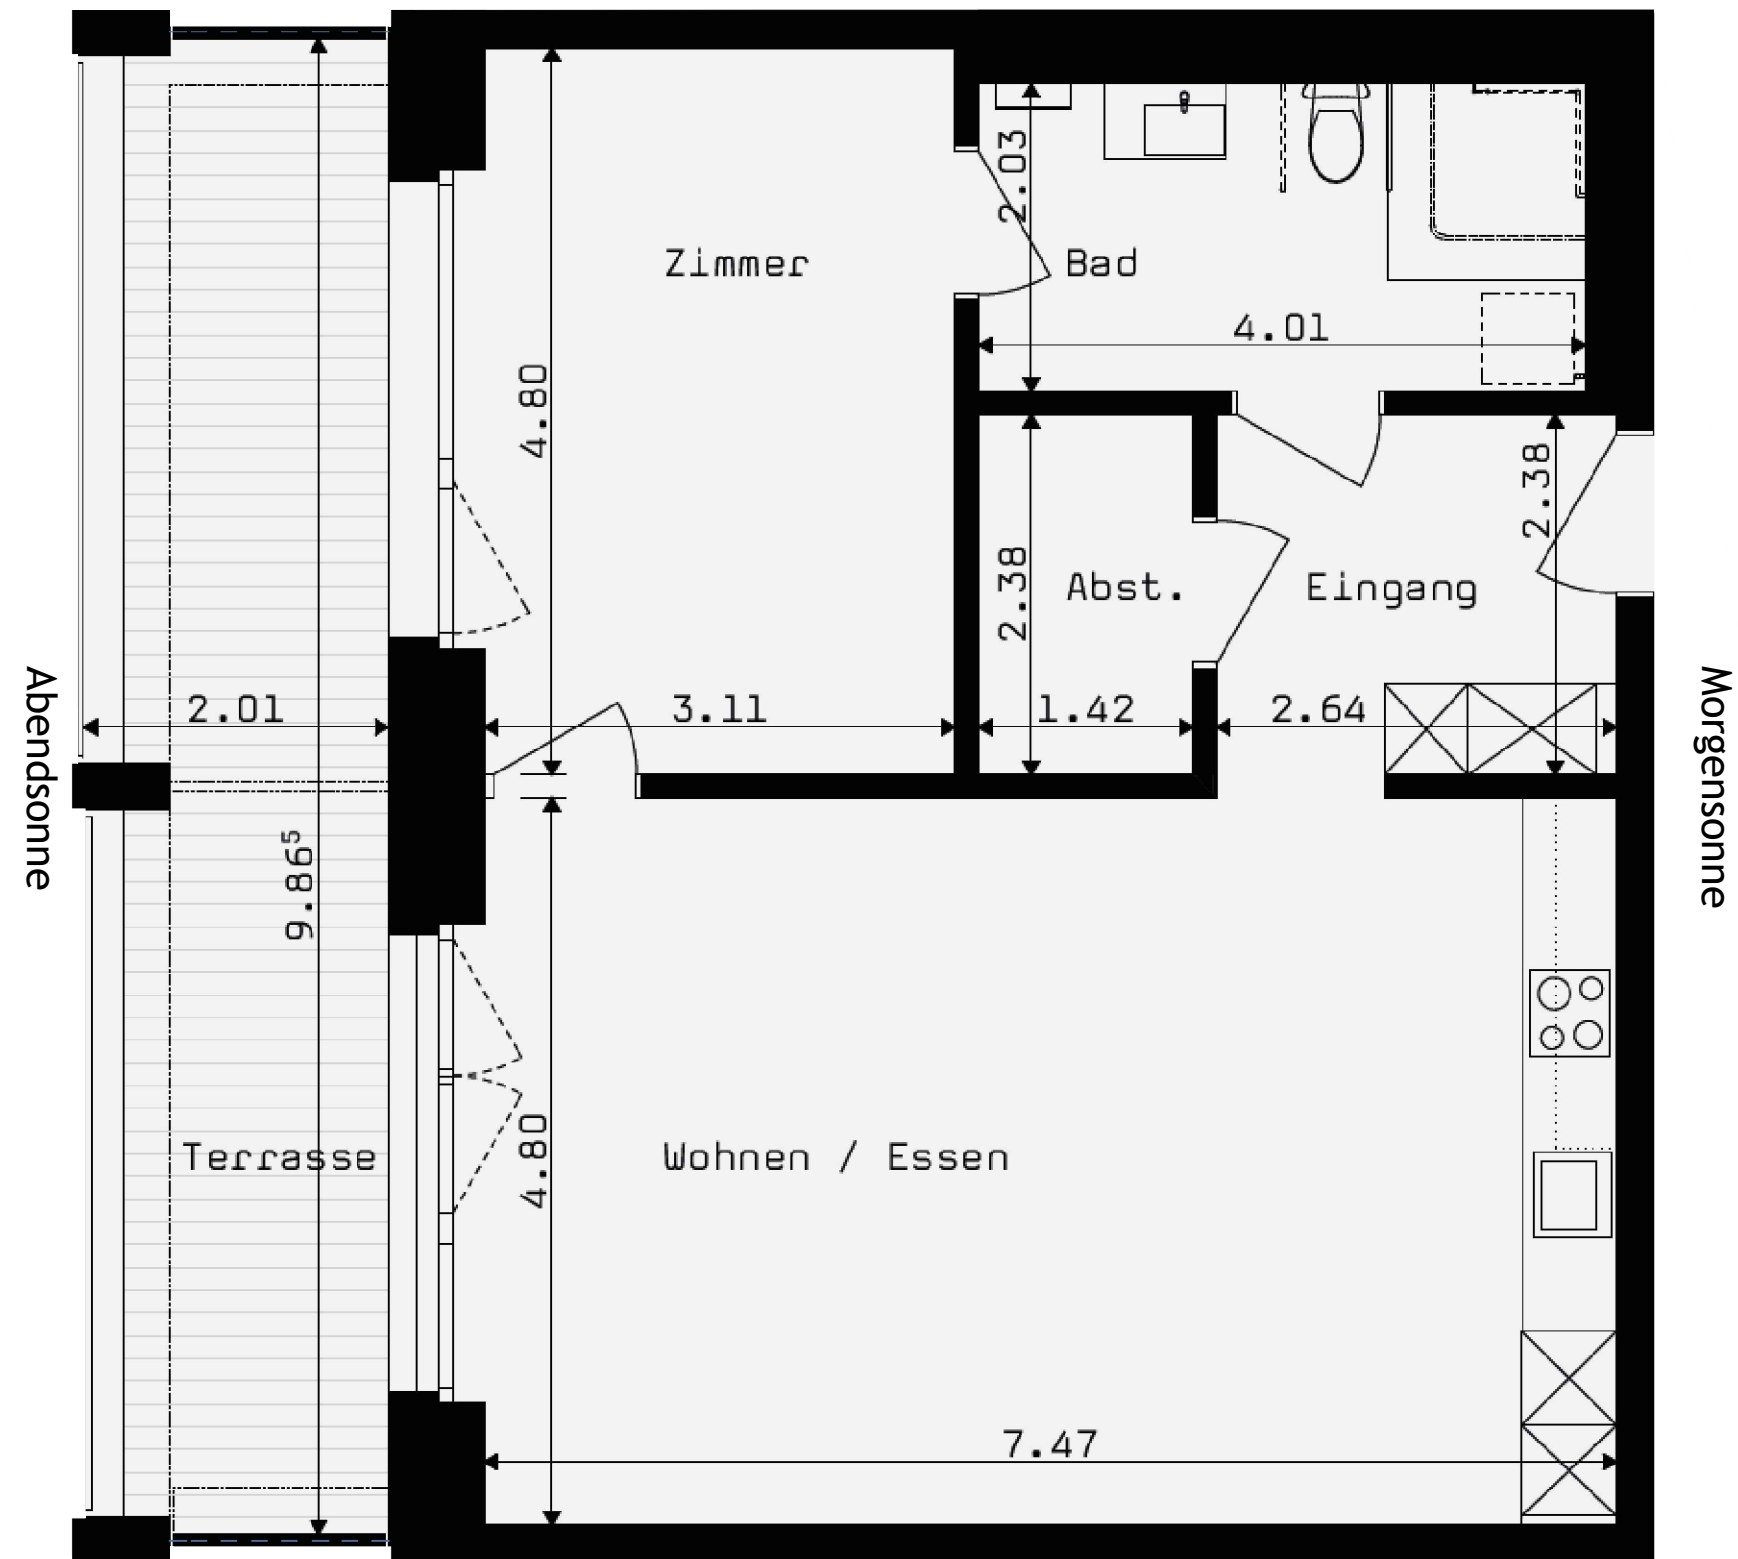 2.03
Zimmer
Bad
4.01
4.80
2.38
2.38
Abst.
Eingang
Abendsonne
Morgensonne
2.01
3.11
1.42
2.64
9.86⁵
4.80
Terrasse
Wohnen / Essen
7.47